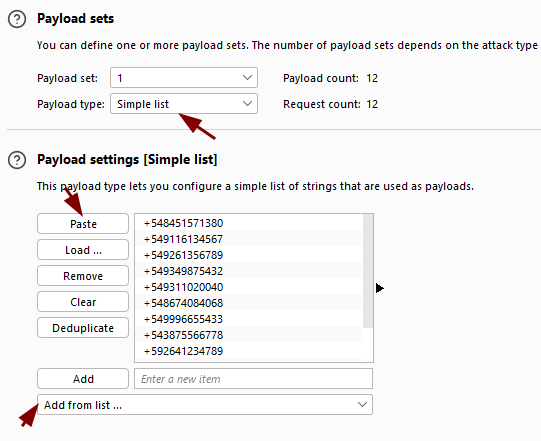 Payload sets
You can define one or more payload sets. The number of payload sets depends on the attack type
Payload set: 1 Payload count: 12
Payload type: Simple list Request count: 12
Payload settings [Simple list]
This payload type lets you configure a simple list of strings that are used as payloads.
Paste
Load ...
Remove
Clear
Deduplicate
+548451571380
+549116134567
+549261356789
+549349875432
+549311020040
+548674084068
+549996655433
+543875566778
+592641234789
Add Enter a new item
Add from list ...